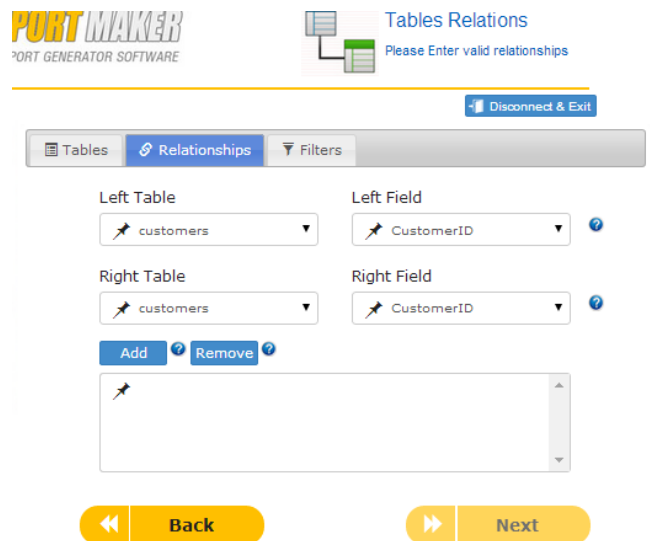 PORT MAKER
PORT GENERATOR SOFTWARE
Tables Relations
Please Enter valid relationships
Disconnect & Exit
Tables
Relationships
Filters
Left Table
Left Field
customers
CustomerID
Right Table
Right Field
customers
CustomerID
Add
Remove
Back
Next